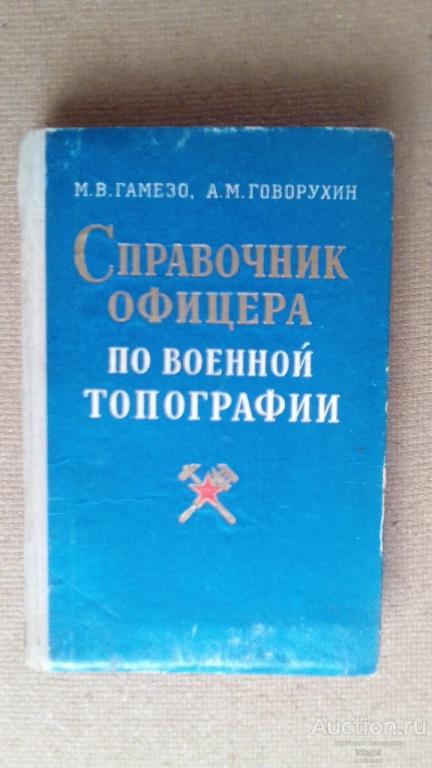 М.В.ГАМЕЗО, А.М.ГОВОРУХИН
СПРАВОЧНИК
ОФИЦЕРА
ПО ВОЕННОЙ
ТОПОГРАФИИ
Auction.ru